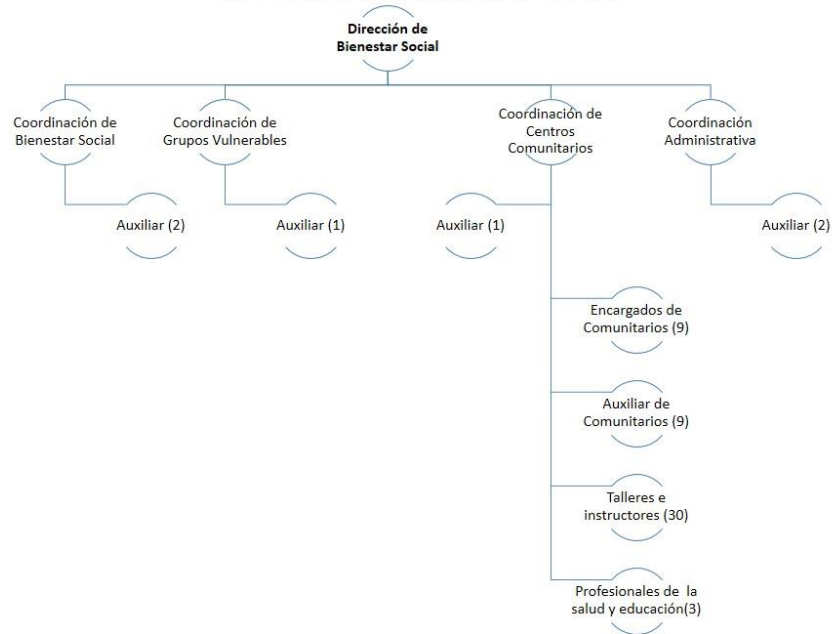 Dirección de
Bienestar Social
Coordinación de
Bienestar Social
Coordinación de
Grupos Vulnerables
Coordinación de
Centros
Comunitarios
Coordinación
Administrativa
Auxiliar (2)
Auxiliar (1)
Auxiliar (1)
Auxiliar (2)
Encargados de
Comunitarios (9)
Auxiliar de
Comunitarios (9)
Talleres e
instructores (30)
Profesionales de la
salud y educación(3)